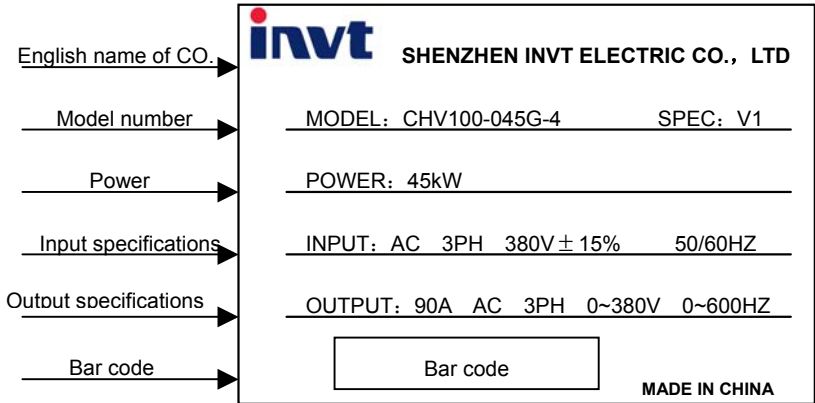 invt
English name of CO. SHENZHEN INVT ELECTRIC CO.，LTD
Model number MODEL：CHV100-045G-4 SPEC：V1
Power POWER：45kW
Input specifications INPUT：AC 3PH 380V±15% 50/60HZ
Output specifications OUTPUT：90A AC 3PH 0~380V 0~600HZ
Bar code Bar code
MADE IN CHINA